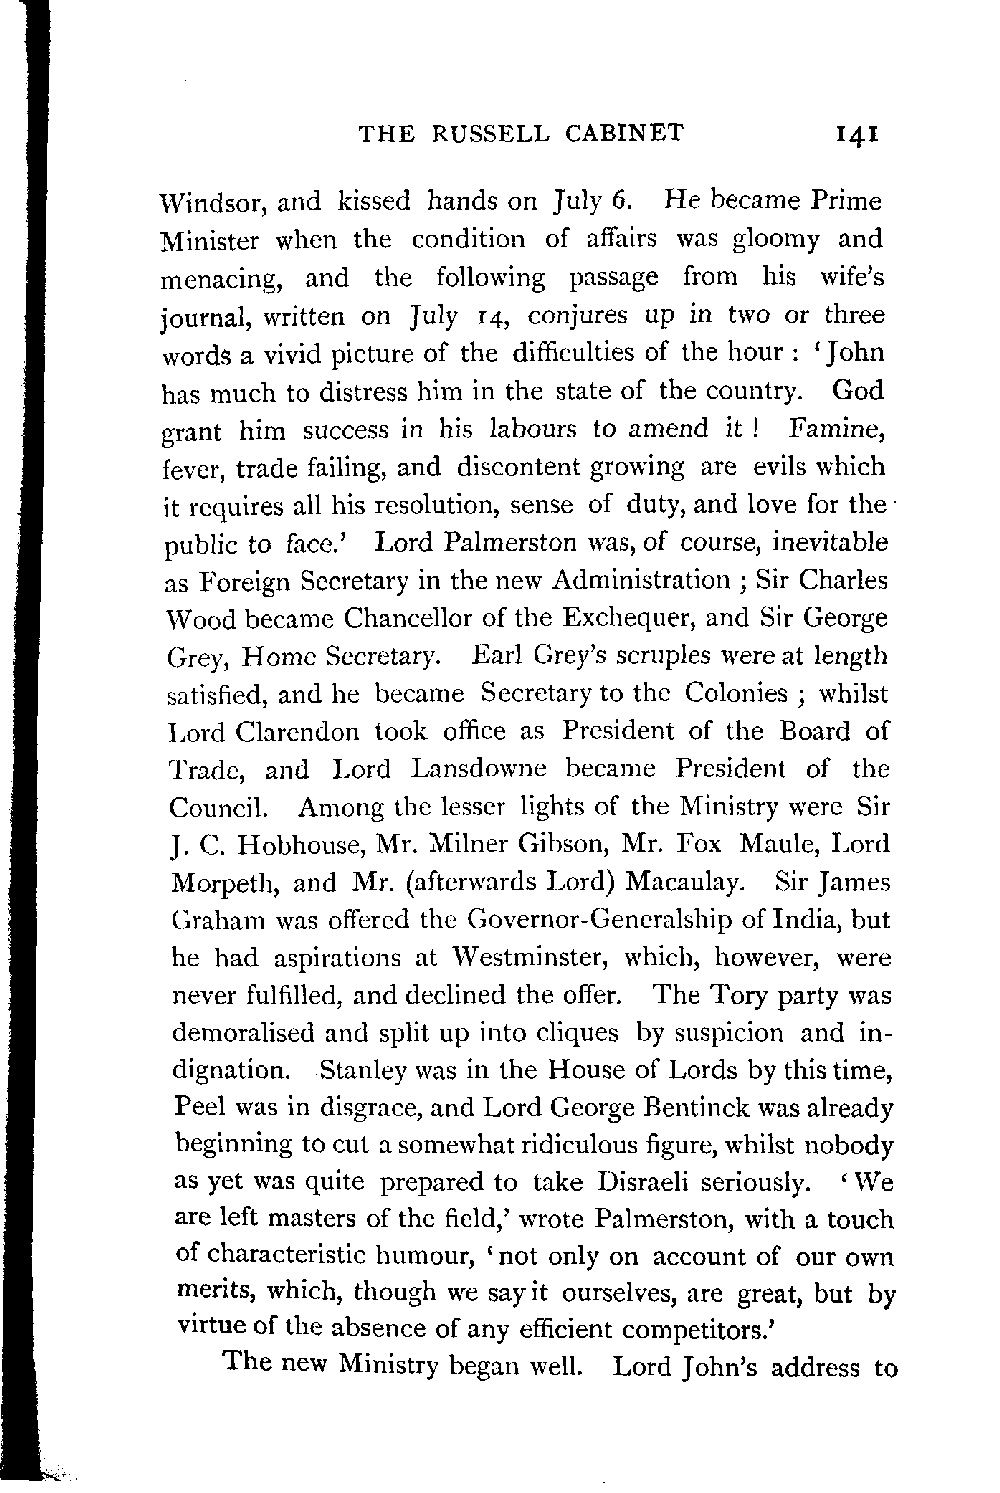 THE RUSSELL CABINET 141
Windsor, and kissed hands on July 6. He became Prime
Minister when the condition of affairs was gloomy and
menacing, and the following passage from his wife's
journal, written on July 14, conjures up in two or three
words a vivid picture of the difficulties of the hour : ‘John
has much to distress him in the state of the country. God
grant him success in his labours to amend it ! Famine,
fever, trade failing, and discontent growing are evils which
it requires all his resolution, sense of duty, and love for the
public to face.’ Lord Palmerston was, of course, inevitable
as Foreign Secretary in the new Administration ; Sir Charles
Wood became Chancellor of the Exchequer, and Sir George
Grey, Home Secretary. Earl Grey's scruples were at length
satisfied, and he became Secretary to the Colonies ; whilst
Lord Clarendon took office as President of the Board of
Trade, and Lord Lansdowne became President of the
Council. Among the lesser lights of the Ministry were Sir
J. C. Hobhouse, Mr. Milner Gibson, Mr. Fox Maule, Lord
Morpeth, and Mr. (afterwards Lord) Macaulay. Sir James
Graham was offered the Governor-Generalship of India, but
he had aspirations at Westminster, which, however, were
never fulfilled, and declined the offer. The Tory party was
demoralised and split up into cliques by suspicion and in-
dignation. Stanley was in the House of Lords by this time,
Peel was in disgrace, and Lord George Bentinck was already
beginning to cut a somewhat ridiculous figure, whilst nobody
as yet was quite prepared to take Disraeli seriously. ‘We
are left masters of the field,’ wrote Palmerston, with a touch
of characteristic humour, ‘not only on account of our own
merits, which, though we say it ourselves, are great, but by
virtue of the absence of any efficient competitors.’
The new Ministry began well. Lord John's address to